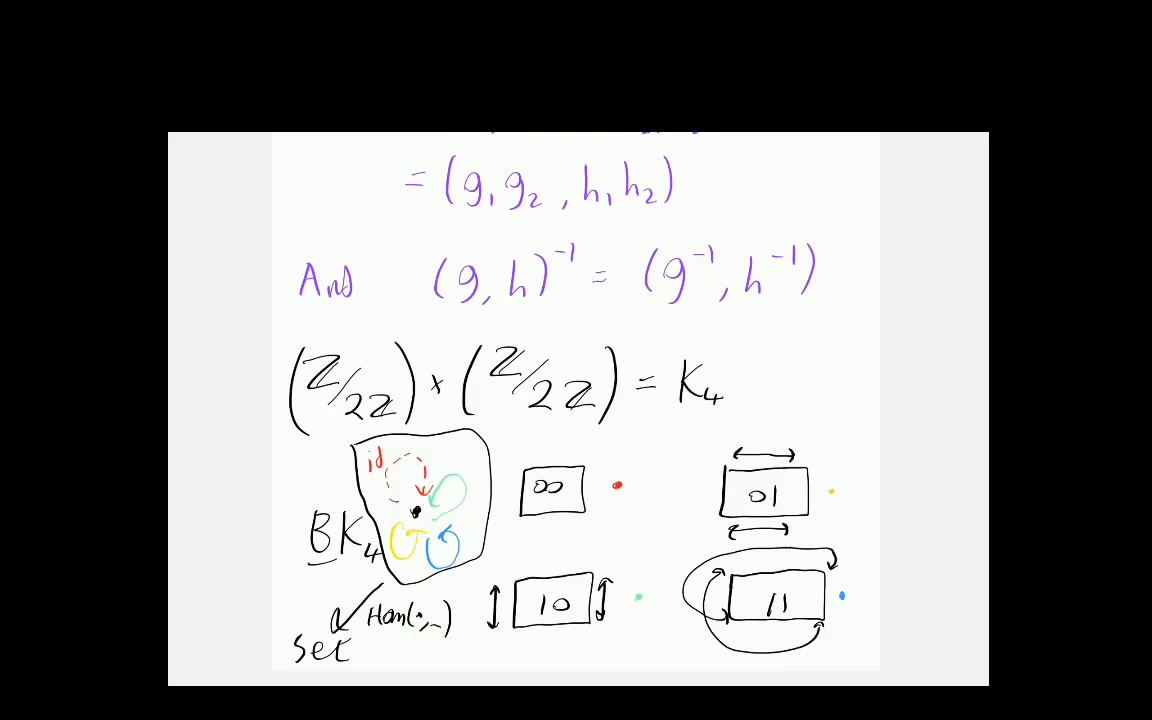 = (g₁g₂, h₁h₂)
And (g, h)⁻¹ = (g⁻¹, h⁻¹)
(ℤ/2ℤ) × (ℤ/2ℤ) = K₄
id
00
01
BK₄
10
11
Hom(·,_)
Set